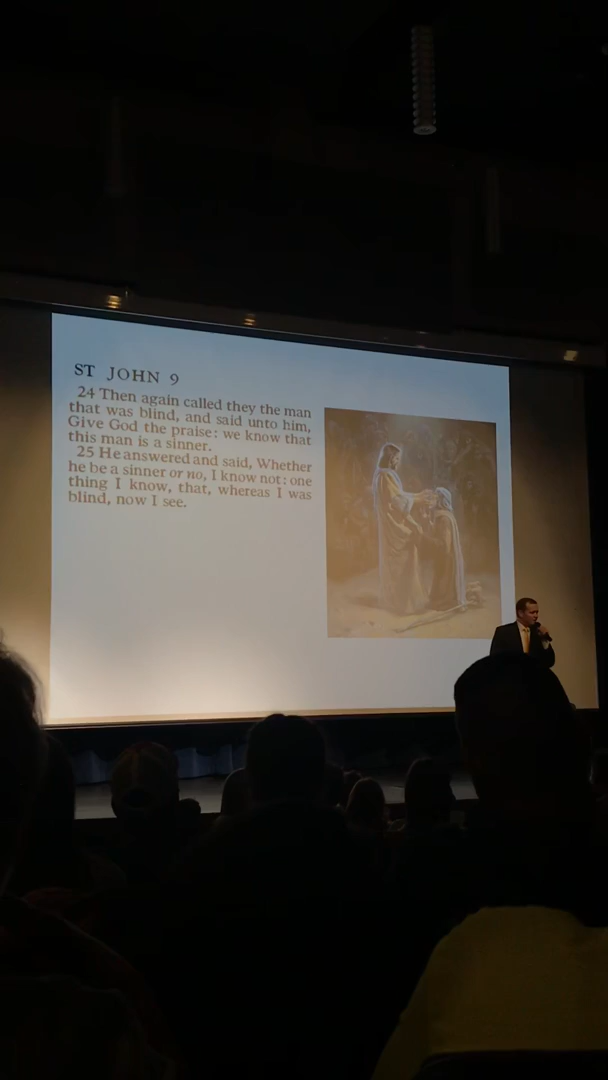 ST JOHN 9
24 Then again called they the man
that was blind, and said unto him,
Give God the praise: we know that
this man is a sinner.
25 He answered and said, Whether
he be a sinner or no, I know not: one
thing I know, that, whereas I was
blind, now I see.